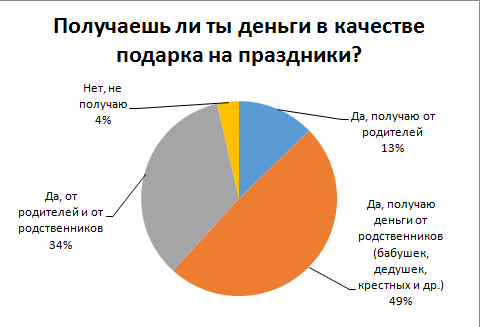 Получаешь ли ты деньги в качестве
подарка на праздники?
Нет, не
получаю
4%
Да, получаю от
родителей
13%
Да, от
родителей и от
родственников
34%
Да, получаю
деньги от
родственников
(бабушек,
дедушек,
крестных и др.)
49%